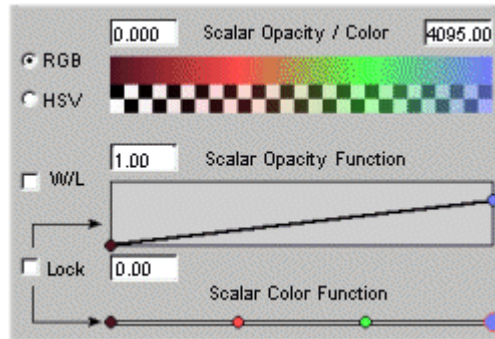 0.000 Scalar Opacity / Color 4095.00
RGB
HSV
1.00 Scalar Opacity Function
W/L
Lock 0.00
Scalar Color Function